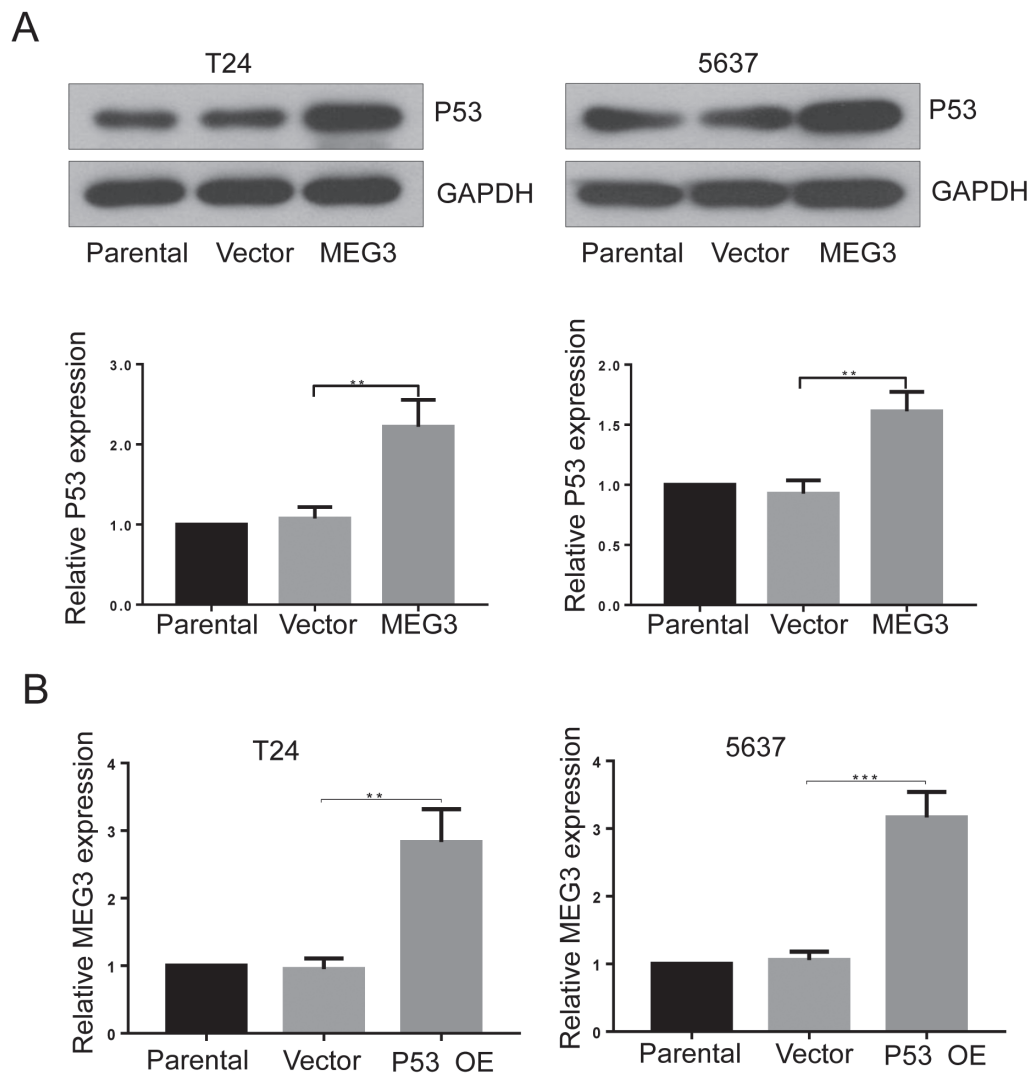 A
T24
5637
P53
P53
GAPDH
GAPDH
Parental Vector MEG3
Parental Vector MEG3
Relative P53 expression
3.0
2.0
1.0
0.0
**
Parental Vector MEG3
Relative P53 expression
2.0
1.5
1.0
0.5
0.0
**
Parental Vector MEG3
B
T24
Relative MEG3 expression
4
3
2
1
0
**
Parental Vector P53 OE
5637
Relative MEG3 expression
4
3
2
1
0
***
Parental Vector P53 OE